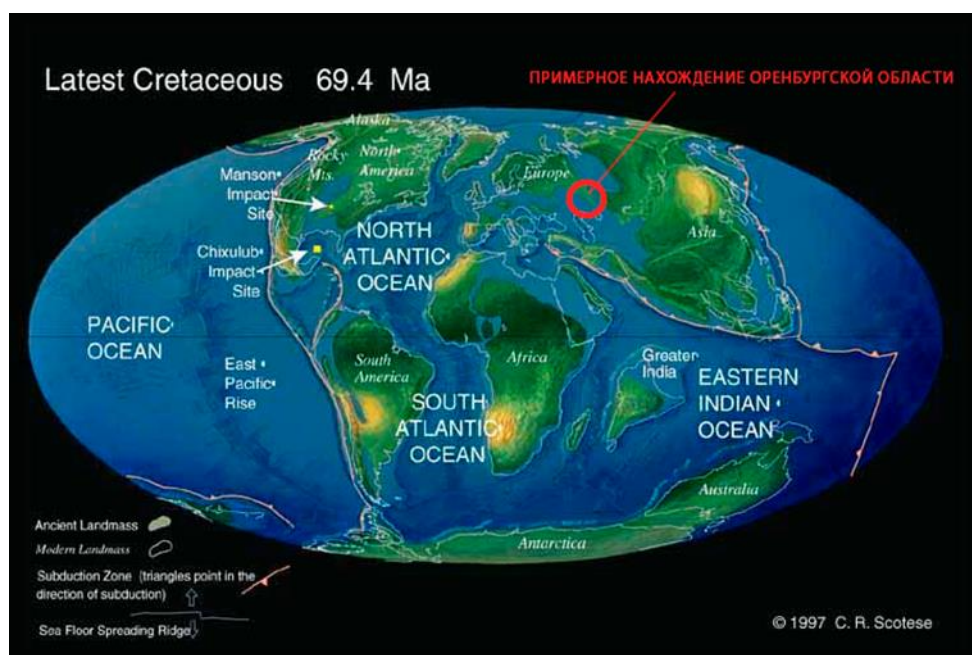 Latest Cretaceous 69.4 Ma
ПРИМЕРНОЕ НАХОЖДЕНИЕ ОРЕНБУРГСКОЙ ОБЛАСТИ
Alaska
Rocky
Mts.
North
America
Manson
Impact
Site
Chixulub
Impact
Site
Europe
Asia
NORTH
ATLANTIC
OCEAN
PACIFIC
OCEAN
East
Pacific
Rise
South
America
Africa
SOUTH
ATLANTIC
OCEAN
Greater
India
EASTERN
INDIAN
OCEAN
Australia
Antarctica
Ancient Landmass
Modern Landmass
Subduction Zone (triangles point in the
direction of subduction)
Sea Floor Spreading Ridge
© 1997 C. R. Scotese